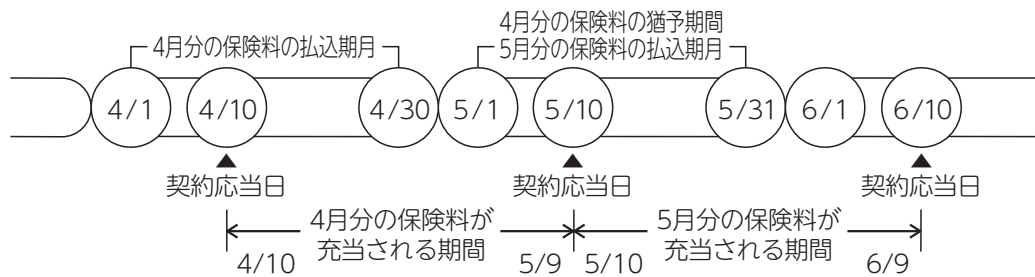 4月分の保険料の猶予期間
4月分の保険料の払込期月
5月分の保険料の払込期月
4/1
4/10
4/30
5/1
5/10
5/31
6/1
6/10
契約応当日
契約応当日
契約応当日
4月分の保険料が
充当される期間
5月分の保険料が
充当される期間
4/10
5/9
5/10
6/9